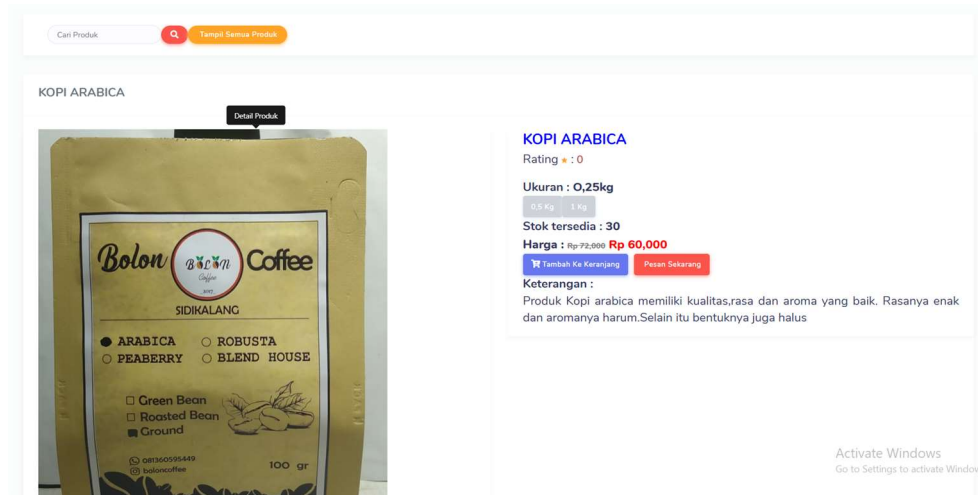 Cari Produk
Tampil Semua Produk
KOPI ARABICA
Detail Produk
Bolon
BOLON
Coffee
2017
Coffee
SIDIKALANG
ARABICA
ROBUSTA
PEABERRY
BLEND HOUSE
Green Bean
Roasted Bean
Ground
081360595449
boloncoffee
100 gr
KOPI ARABICA
Rating ★ : 0
Ukuran : O,25kg
0,5 Kg
1 Kg
Stok tersedia : 30
Harga : Rp 72,000 Rp 60,000
Tambah Ke Keranjang
Pesan Sekarang
Keterangan :
Produk Kopi arabica memiliki kualitas,rasa dan aroma yang baik. Rasanya enak
dan aromanya harum.Selain itu bentuknya juga halus
Activate Windows
Go to Settings to activate Window